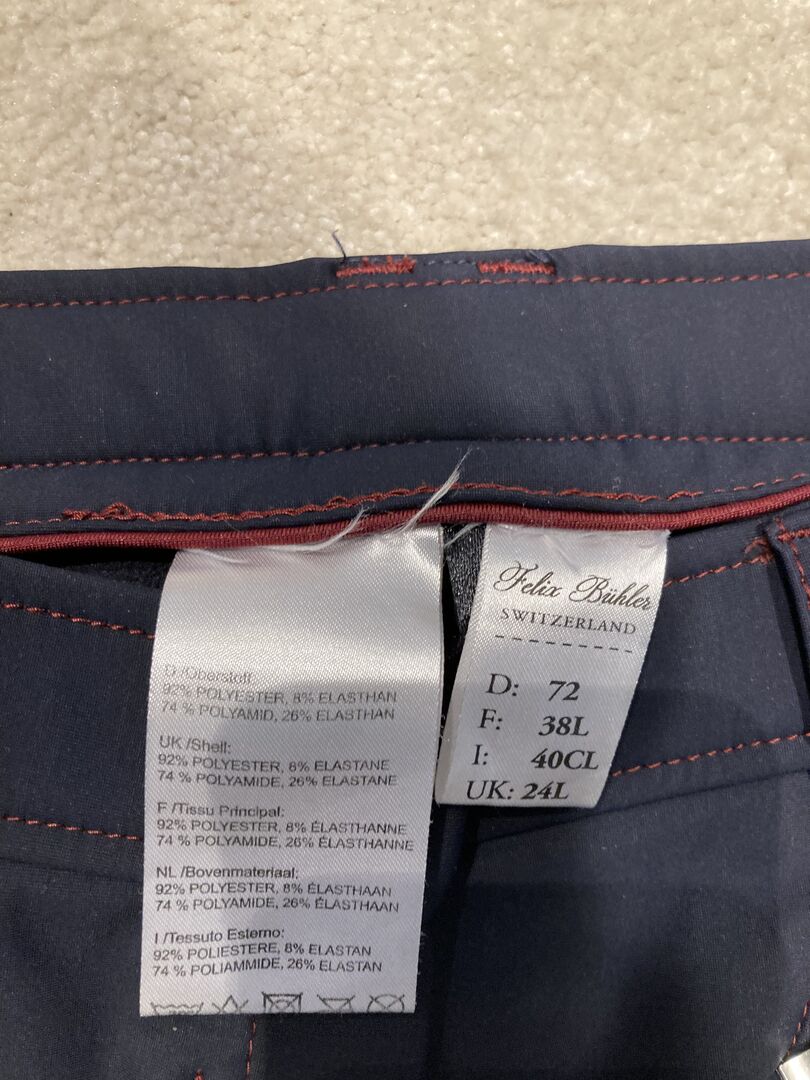 D /Oberstoff:
92% POLYESTER, 8% ELASTHAN
74 % POLYAMID, 26% ELASTHAN
UK /Shell:
92% POLYESTER, 8% ELASTANE
74 % POLYAMIDE, 26% ELASTANE
F /Tissu Principal:
92% POLYESTER, 8% ÉLASTHANNE
74 % POLYAMIDE, 26% ÉLASTHANNE
NL /Bovenmateriaal:
92% POLYESTER, 8% ELASTHAAN
74 % POLYAMIDE, 26% ELASTHAAN
I /Tessuto Esterno:
92% POLIESTERE, 8% ELASTAN
74 % POLIAMMIDE, 26% ELASTAN
Felix Bühler
SWITZERLAND
D: 72
F: 38L
I: 40CL
UK: 24L